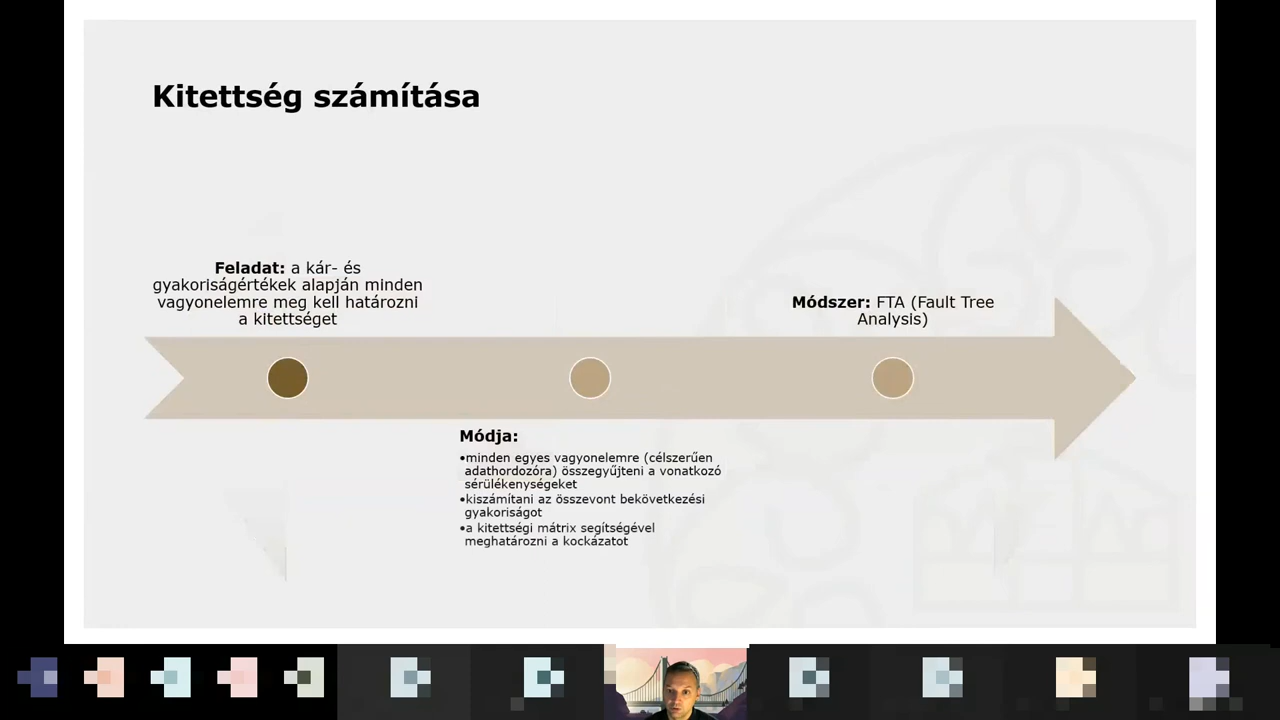 Kitettség számítása
Feladat: a kár- és
gyakoriságértékek alapján minden
vagyonelemre meg kell határozni
a kitettséget
Módja:
•minden egyes vagyonelemre (célszerűen
adathordozóra) összegyűjteni a vonatkozó
sérülékenységeket
•kiszámítani az összevont bekövetkezési
gyakoriságot
•a kitettségi mátrix segítségével
meghatározni a kockázatot
Módszer: FTA (Fault Tree
Analysis)